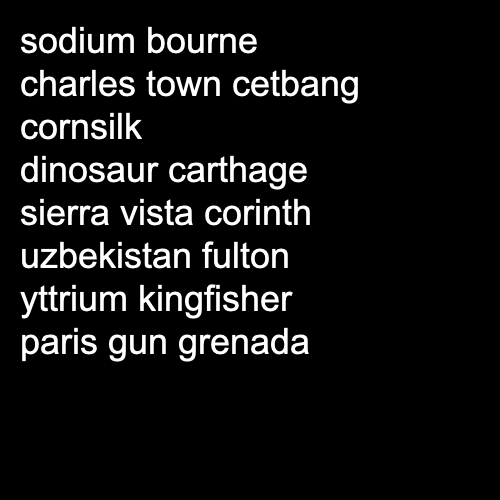 sodium bourne
charles town cetbang
cornsilk
dinosaur carthage
sierra vista corinth
uzbekistan fulton
yttrium kingfisher
paris gun grenada